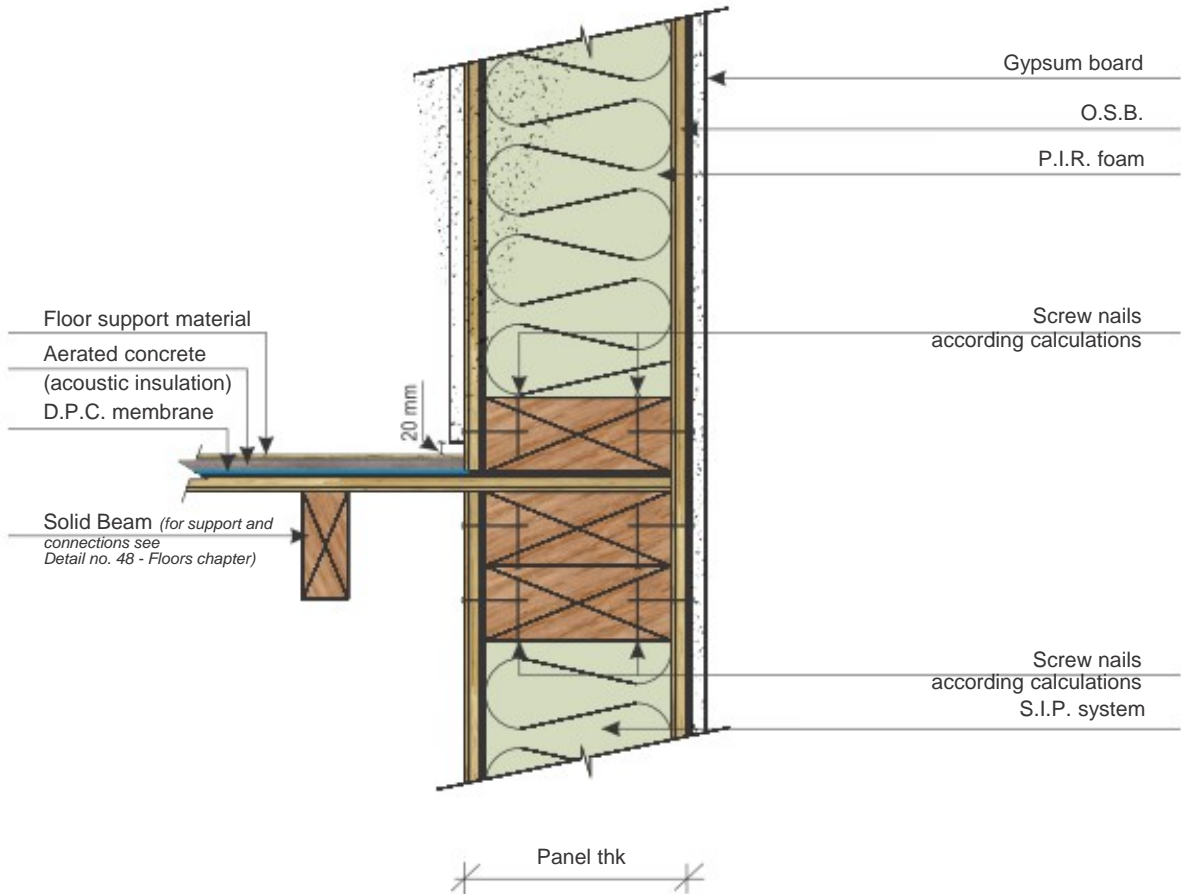 Gypsum board
O.S.B.
P.I.R. foam
Floor support material
Aerated concrete
(acoustic insulation)
D.P.C. membrane
20 mm
Screw nails
according calculations
Solid Beam (for support and
connections see
Detail no. 48 - Floors chapter)
Screw nails
according calculations
S.I.P. system
Panel thk